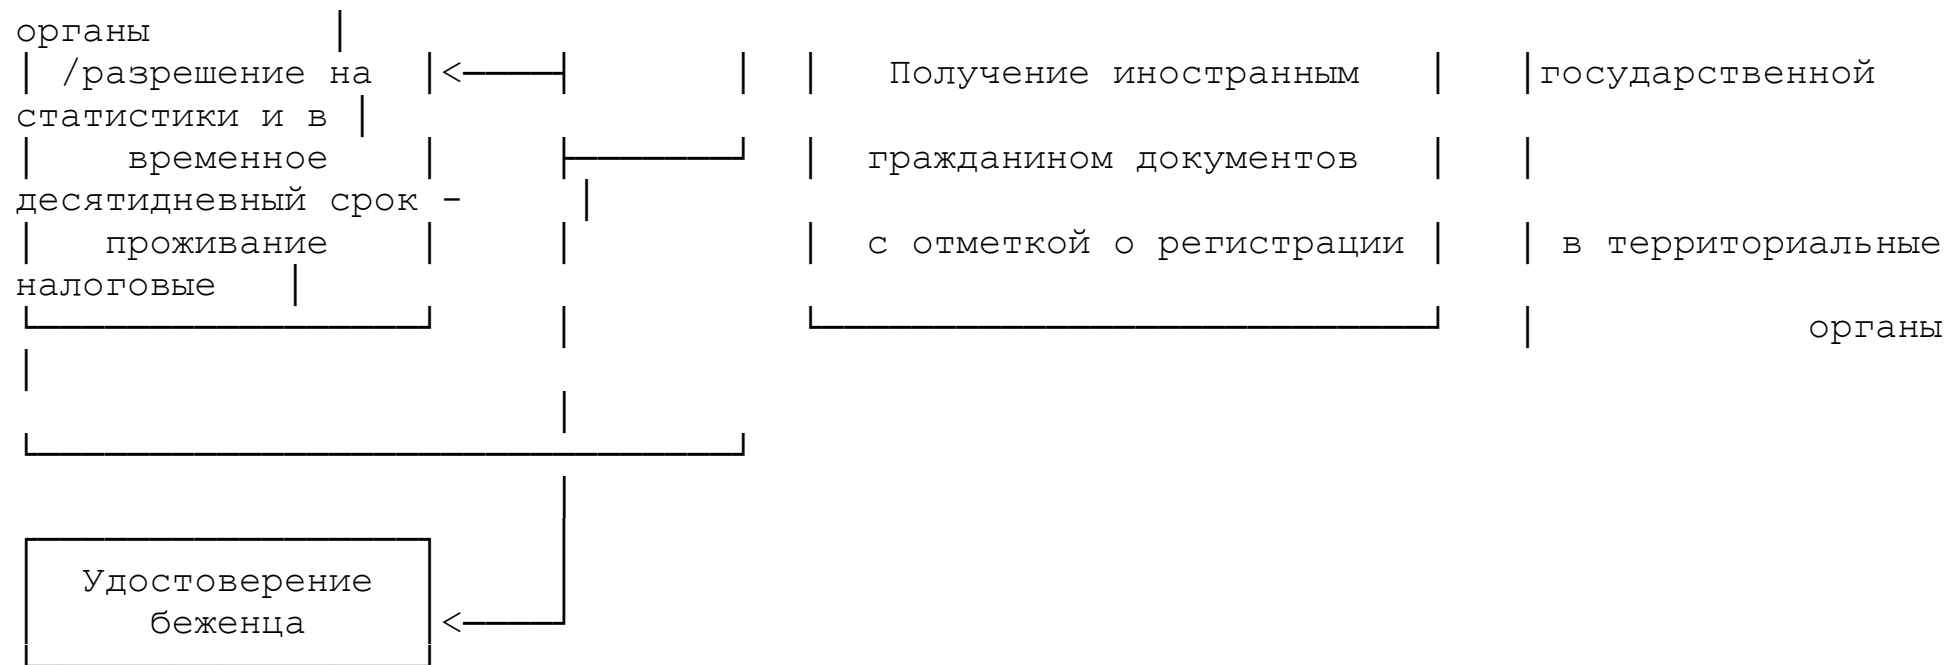 органы
/разрешение на Получение иностранным государственной
статистики и в
временное гражданином документов
десятидневный срок -
проживание с отметкой о регистрации в территориальные
налоговые
органы
Удостоверение
беженца